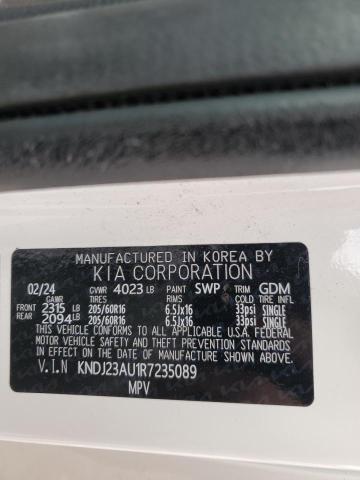 MANUFACTURED IN KOREA BY
KIA CORPORATION
02/24 GVWR 4023 LB PAINT SWP TRIM GDM
GAWR TIRES RIMS COLD TIRE INFL
FRONT 2315 LB 205/60R16 6.5Jx16 33psi SINGLE
REAR 2094 LB 205/60R16 6.5Jx16 33psi SINGLE
THIS VEHICLE CONFORMS TO ALL APPLICABLE U.S.A. FEDERAL
MOTOR VEHICLE SAFETY AND THEFT PREVENTION STANDARDS
IN EFFECT ON THE DATE OF MANUFACTURE SHOWN ABOVE.
V.I.N KNDJ23AU1R7235089
MPV